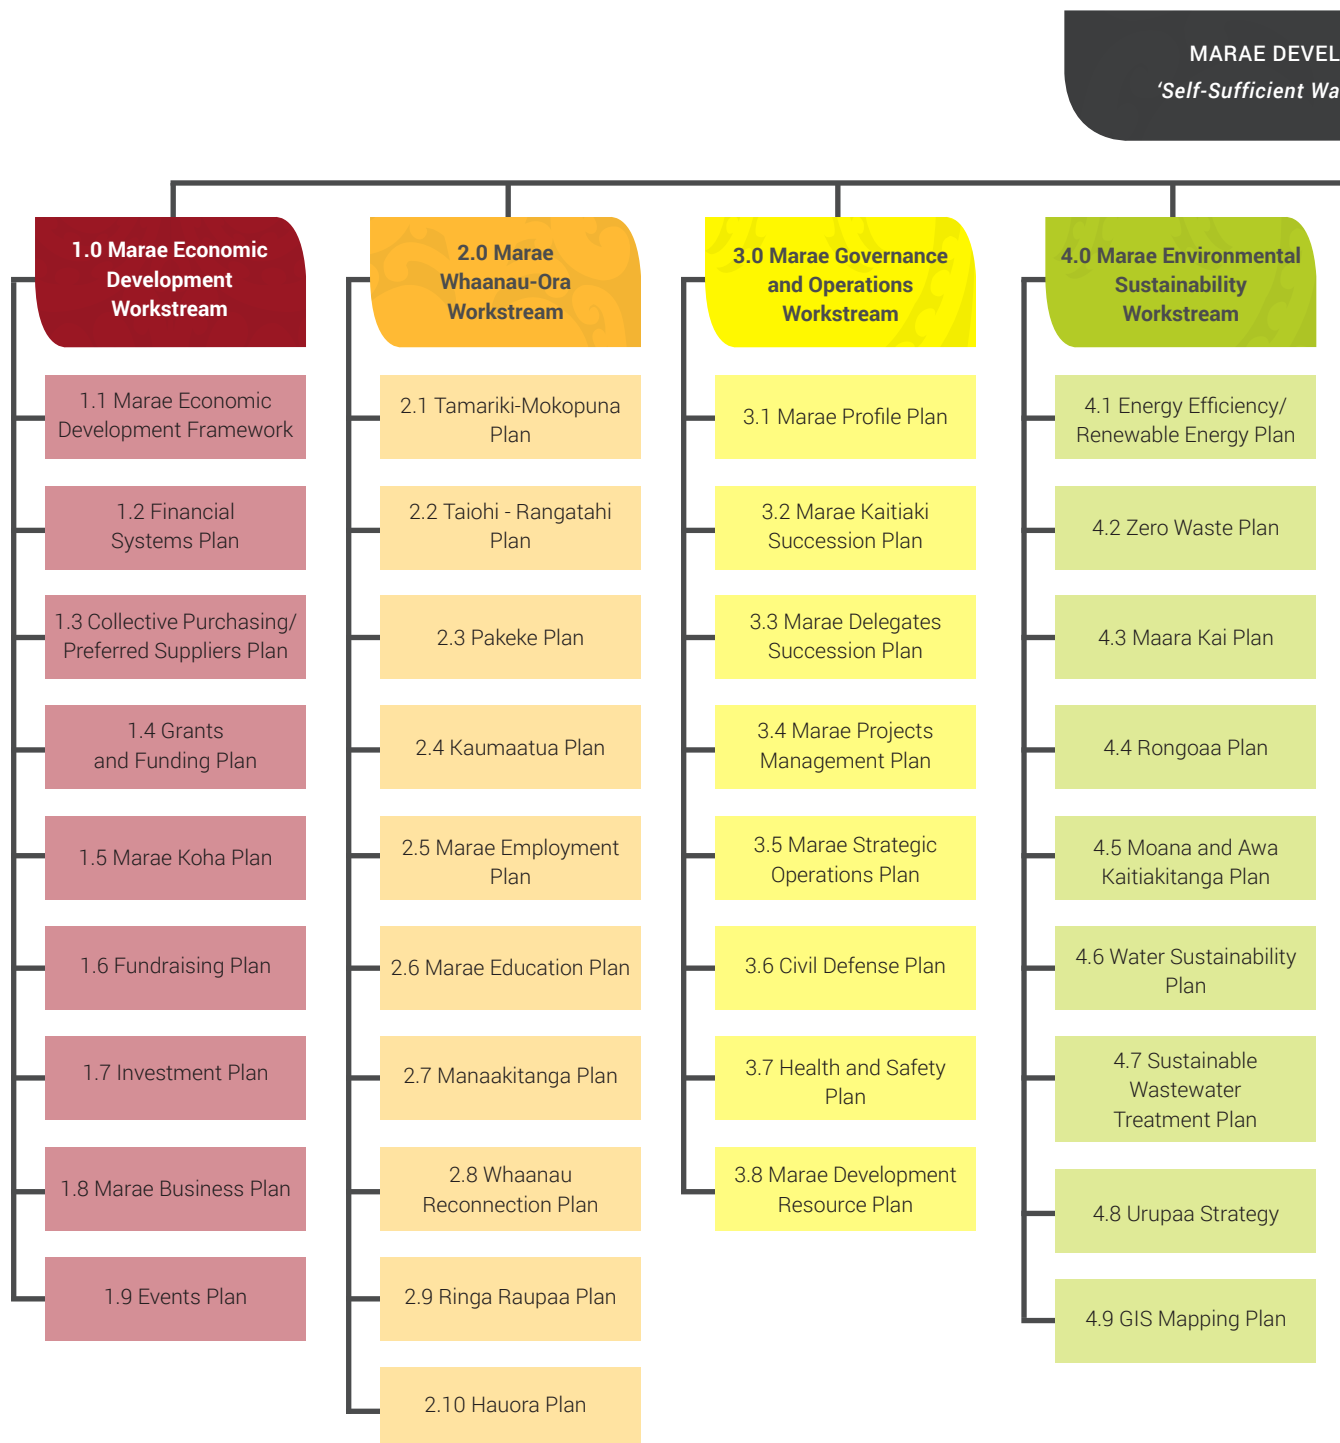 MARAE DEVEL
‘Self-Sufficient Wa
1.0 Marae Economic
Development
Workstream
1.1 Marae Economic
Development Framework
1.2 Financial
Systems Plan
1.3 Collective Purchasing/
Preferred Suppliers Plan
1.4 Grants
and Funding Plan
1.5 Marae Koha Plan
1.6 Fundraising Plan
1.7 Investment Plan
1.8 Marae Business Plan
1.9 Events Plan
2.0 Marae
Whaanau-Ora
Workstream
2.1 Tamariki-Mokopuna
Plan
2.2 Taiohi - Rangatahi
Plan
2.3 Pakeke Plan
2.4 Kaumaatua Plan
2.5 Marae Employment
Plan
2.6 Marae Education Plan
2.7 Manaakitanga Plan
2.8 Whaanau
Reconnection Plan
2.9 Ringa Raupaa Plan
2.10 Hauora Plan
3.0 Marae Governance
and Operations
Workstream
3.1 Marae Profile Plan
3.2 Marae Kaitiaki
Succession Plan
3.3 Marae Delegates
Succession Plan
3.4 Marae Projects
Management Plan
3.5 Marae Strategic
Operations Plan
3.6 Civil Defense Plan
3.7 Health and Safety
Plan
3.8 Marae Development
Resource Plan
4.0 Marae Environmental
Sustainability
Workstream
4.1 Energy Efficiency/
Renewable Energy Plan
4.2 Zero Waste Plan
4.3 Maara Kai Plan
4.4 Rongoaa Plan
4.5 Moana and Awa
Kaitiakitanga Plan
4.6 Water Sustainability
Plan
4.7 Sustainable
Wastewater
Treatment Plan
4.8 Urupaa Strategy
4.9 GIS Mapping Plan